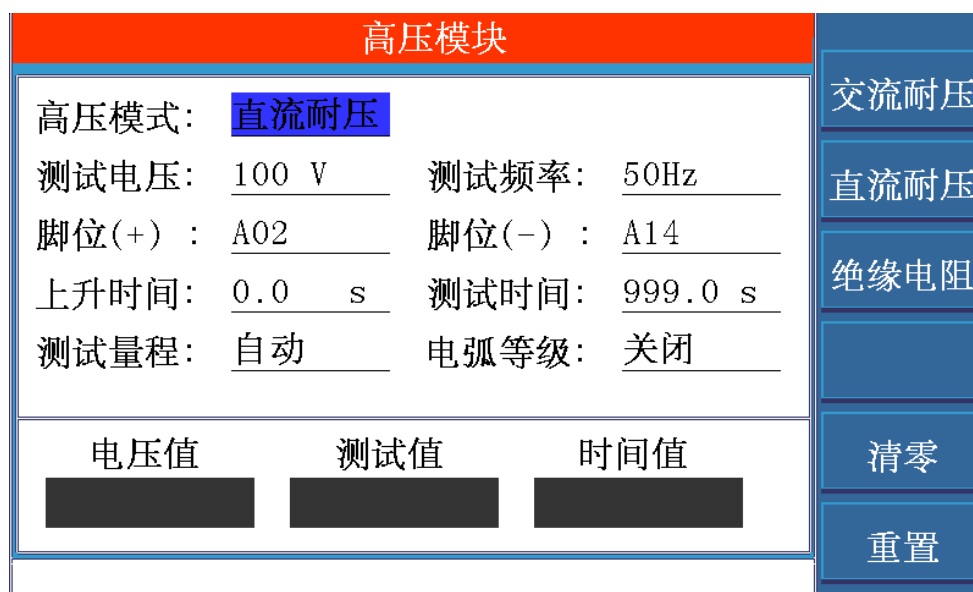 高压模块
高压模式: 直流耐压
测试电压: 100 V 测试频率: 50Hz
脚位(+) : A02 脚位(-) : A14
上升时间: 0.0 s 测试时间: 999.0 s
测试量程: 自动 电弧等级: 关闭
电压值 测试值 时间值
交流耐压
直流耐压
绝缘电阻
清零
重置